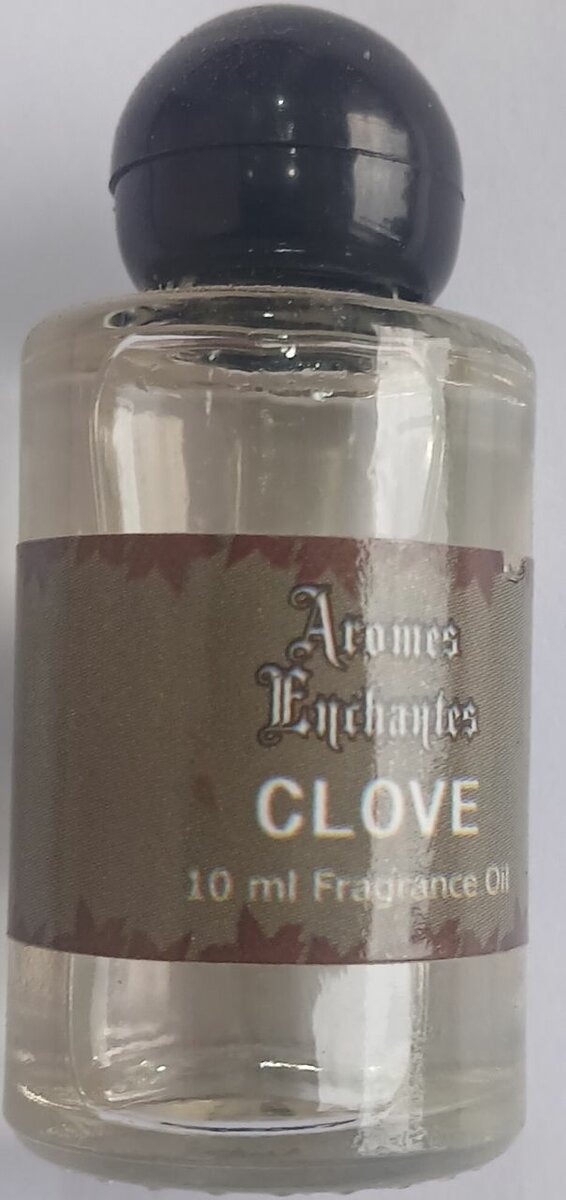 Aromes
Enchantes
CLOVE
10 ml Fragrance Oil